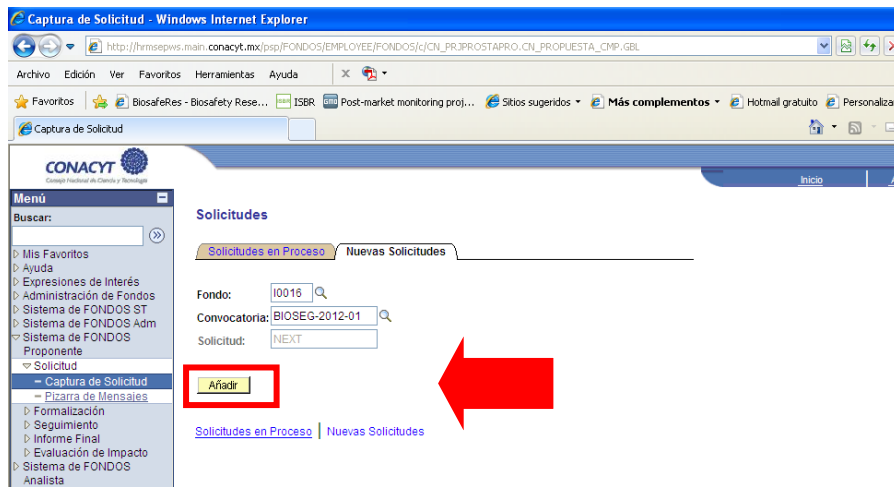 Captura de Solicitud - Windows Internet Explorer
http://hrmsepws.main.conacyt.mx/psp/FONDOS/EMPLOYEE/FONDOS/c/CN_PRJPROSTAPRO.CN_PROPUESTA_CMP.GBL
Archivo Edición Ver Favoritos Herramientas Ayuda
Favoritos BiosafeRes - Biosafety Rese... ISBR Post-market monitoring proj... Sitios sugeridos Más complementos Hotmail gratuito Personaliza
Captura de Solicitud
CONACYT
Consejo Nacional de Ciencia y Tecnología
Inicio
Menú
Buscar:
Mis Favoritos
Ayuda
Expresiones de Interés
Administración de Fondos
Sistema de FONDOS ST
Sistema de FONDOS Adm
Sistema de FONDOS
Proponente
Solicitud
Captura de Solicitud
Pizarra de Mensajes
Formalización
Seguimiento
Informe Final
Evaluación de Impacto
Sistema de FONDOS
Analista
Solicitudes
Solicitudes en Proceso Nuevas Solicitudes
Fondo: I0016
Convocatoria: BIOSEG-2012-01
Solicitud: NEXT
Añadir
Solicitudes en Proceso | Nuevas Solicitudes